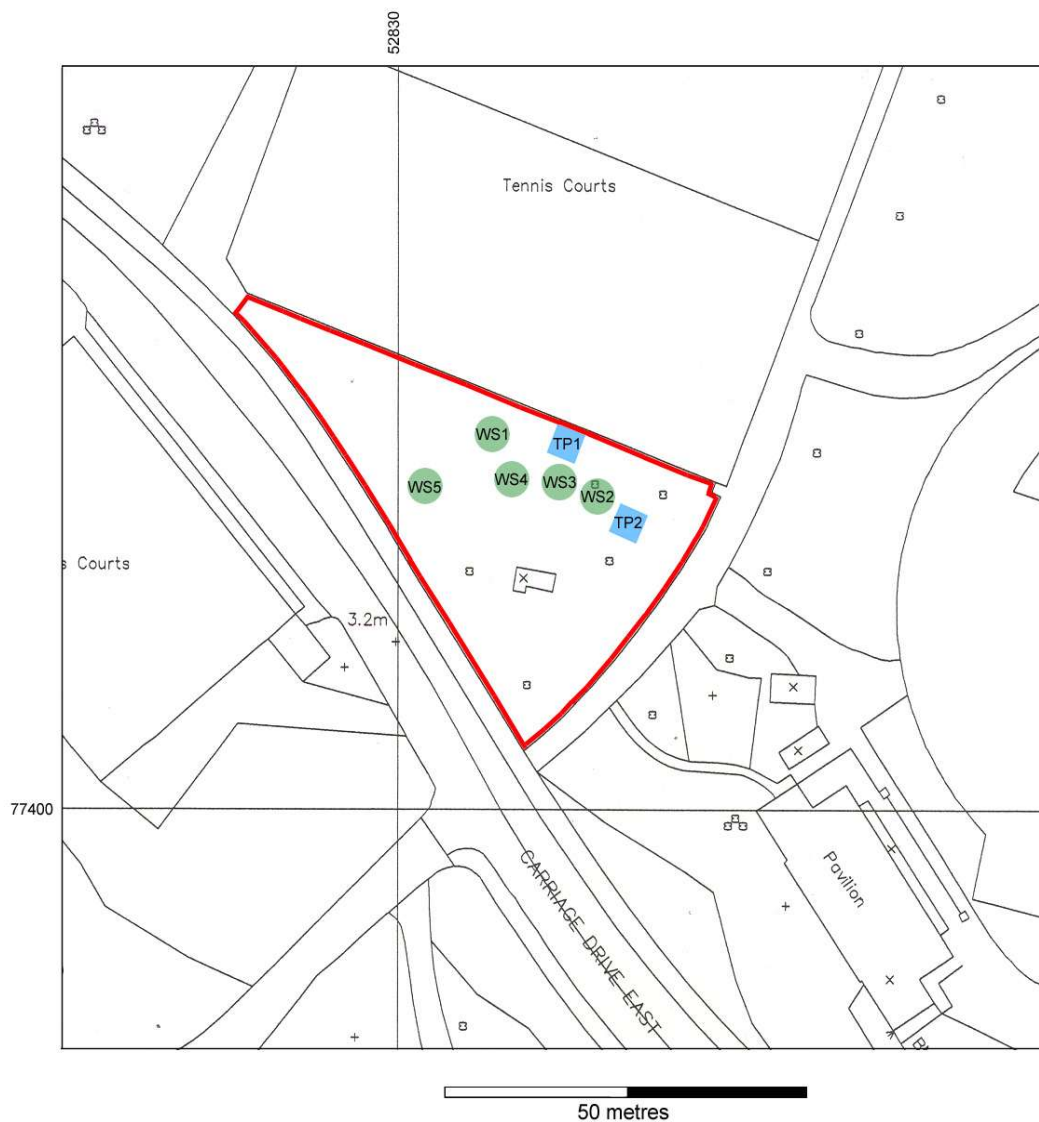 52830
Tennis Courts
WS1
TP1
WS5
WS4
WS3
WS2
TP2
s Courts
3.2m
77400
Pavilion
CARRIAGE DRIVE EAST
50 metres